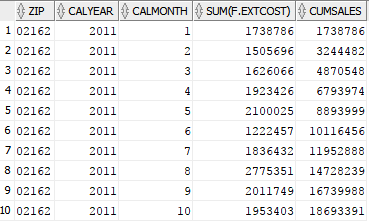 ZIP CALYEAR CALMONTH SUM(F.EXTCOST) CUMSALES
1 02162 2011 1 1738786 1738786
2 02162 2011 2 1505696 3244482
3 02162 2011 3 1626066 4870548
4 02162 2011 4 1923426 6793974
5 02162 2011 5 2100025 8893999
6 02162 2011 6 1222457 10116456
7 02162 2011 7 1836432 11952888
8 02162 2011 8 2775351 14728239
9 02162 2011 9 2011749 16739988
10 02162 2011 10 1953403 18693391